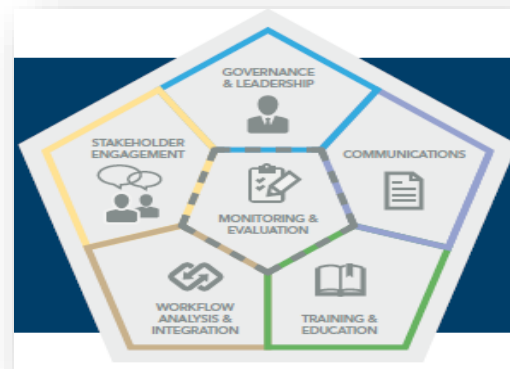 GOVERNANCE
& LEADERSHIP
STAKEHOLDER
ENGAGEMENT
COMMUNICATIONS
MONITORING &
EVALUATION
WORKFLOW
ANALYSIS &
INTEGRATION
TRAINING &
EDUCATION